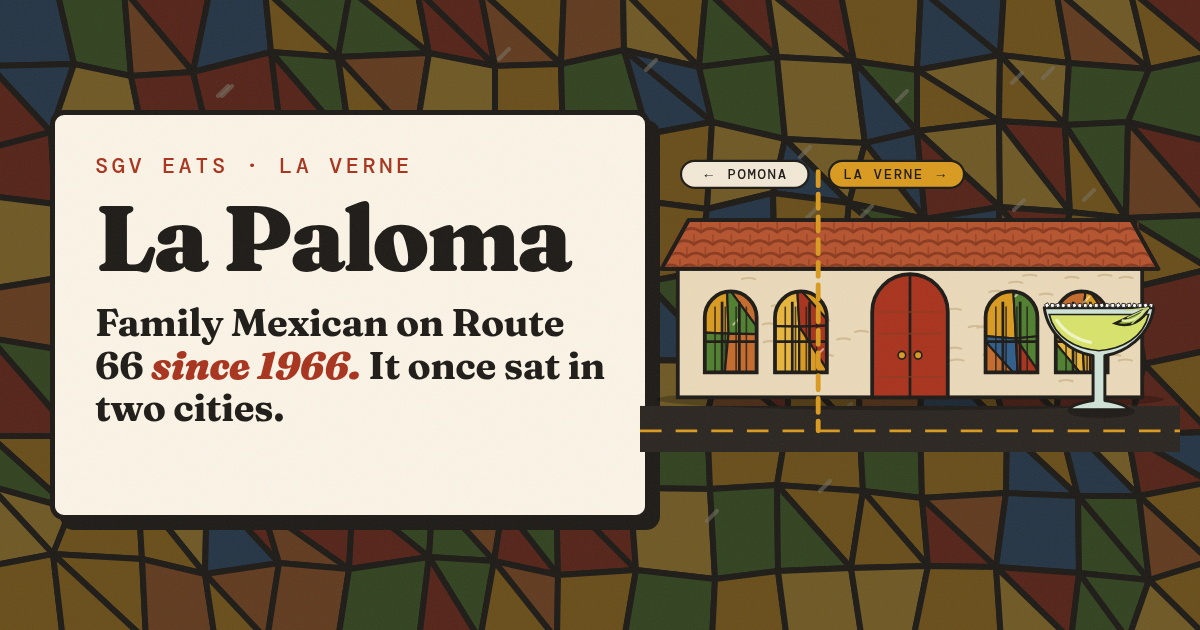 SGV EATS · LA VERNE
La Paloma
Family Mexican on Route
66 since 1966. It once sat in
two cities.
← POMONA
LA VERNE →